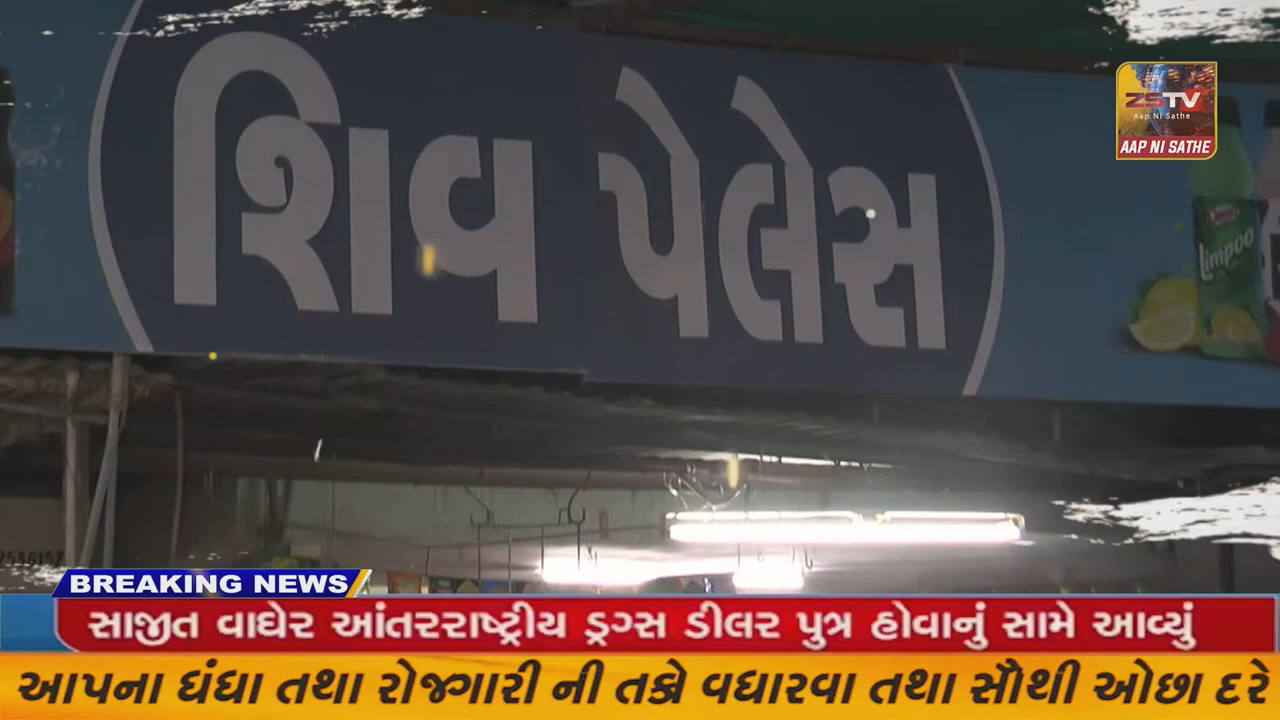 શિવ પેલેસ
ZSTV
Aap Ni Sathe
AAP NI SATHE
Limpoo
BREAKING NEWS
સાજીત વાઘેર આંતરરાષ્ટ્રીય ડ્રગ્સ ડીલર પુત્ર હોવાનું સામે આવ્યું
આપના ધંધા તથા રોજગારી ની તકો વધારવા તથા સૌથી ઓછા દરે